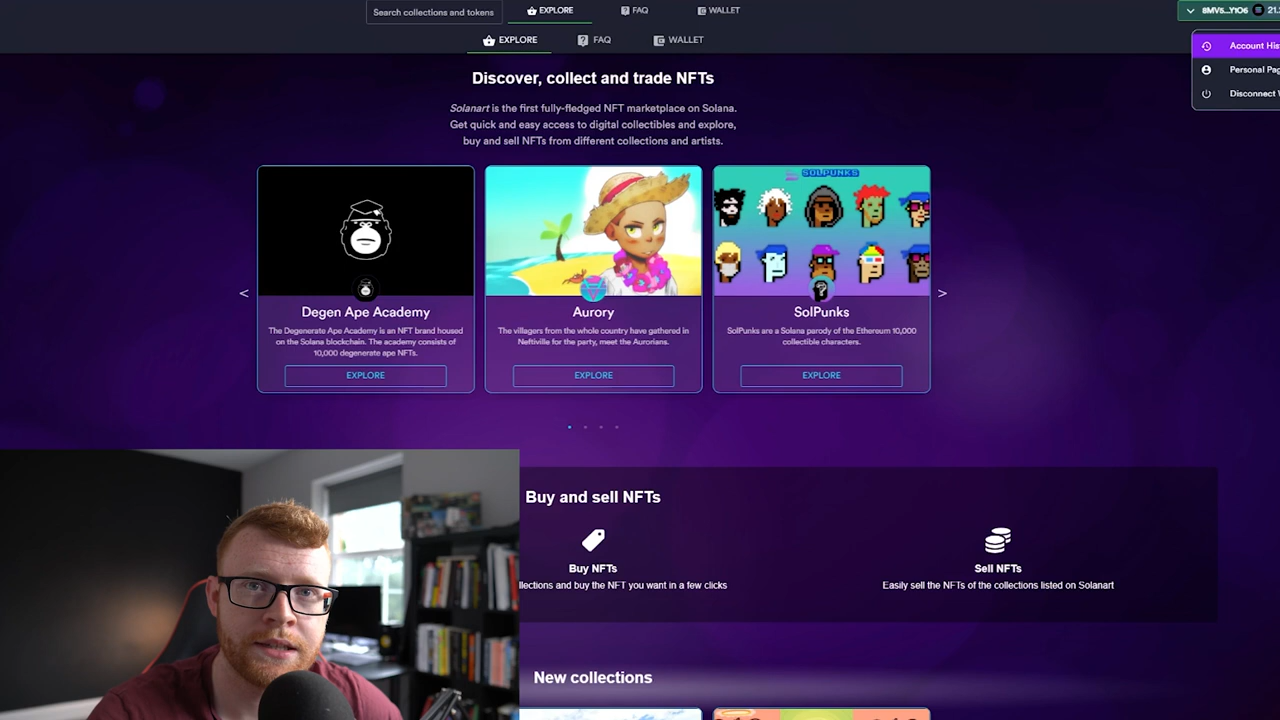 Search collections and tokens
EXPLORE
FAQ
WALLET
8MVs...Y1O6
21.
EXPLORE
FAQ
WALLET
Account His
Personal Pag
Disconnect W
Discover, collect and trade NFTs
Solanart is the first fully-fledged NFT marketplace on Solana.
Get quick and easy access to digital collectibles and explore,
buy and sell NFTs from different collections and artists.
SOLPUNKS
<
>
Degen Ape Academy
The Degenerate Ape Academy is an NFT brand housed
on the Solana blockchain. The academy consists of
10,000 degenerate ape NFTs.
EXPLORE
Aurory
The villagers from the whole country have gathered in
Neftiville for the party, meet the Aurorians.
EXPLORE
SolPunks
SolPunks are a Solana parody of the Ethereum 10,000
collectible characters.
EXPLORE
Buy and sell NFTs
Buy NFTs
llections and buy the NFT you want in a few clicks
Sell NFTs
Easily sell the NFTs of the collections listed on Solanart
New collections